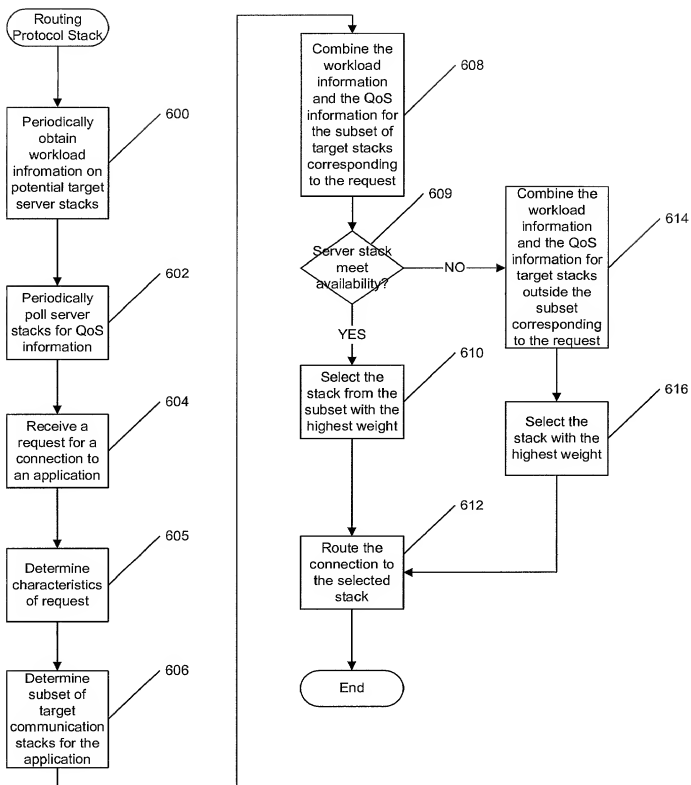 Routing
Protocol Stack
600
Periodically
obtain
workload
infromation on
potential target
server stacks
602
Periodically
poll server
stacks for QoS
information
604
Receive a
request for a
connection to
an application
605
Determine
characteristics
of request
606
Determine
subset of
target
communication
stacks for the
application
608
Combine the
workload
information
and the QoS
information for
the subset of
target stacks
corresponding
to the request
609
Server stack
meet
availability?
NO
YES
610
Select the
stack from the
subset with the
highest weight
612
Route the
connection to
the selected
stack
End
614
Combine the
workload
information
and the QoS
information for
target stacks
outside the
subset
corresponding
to the request
616
Select the
stack with the
highest weight